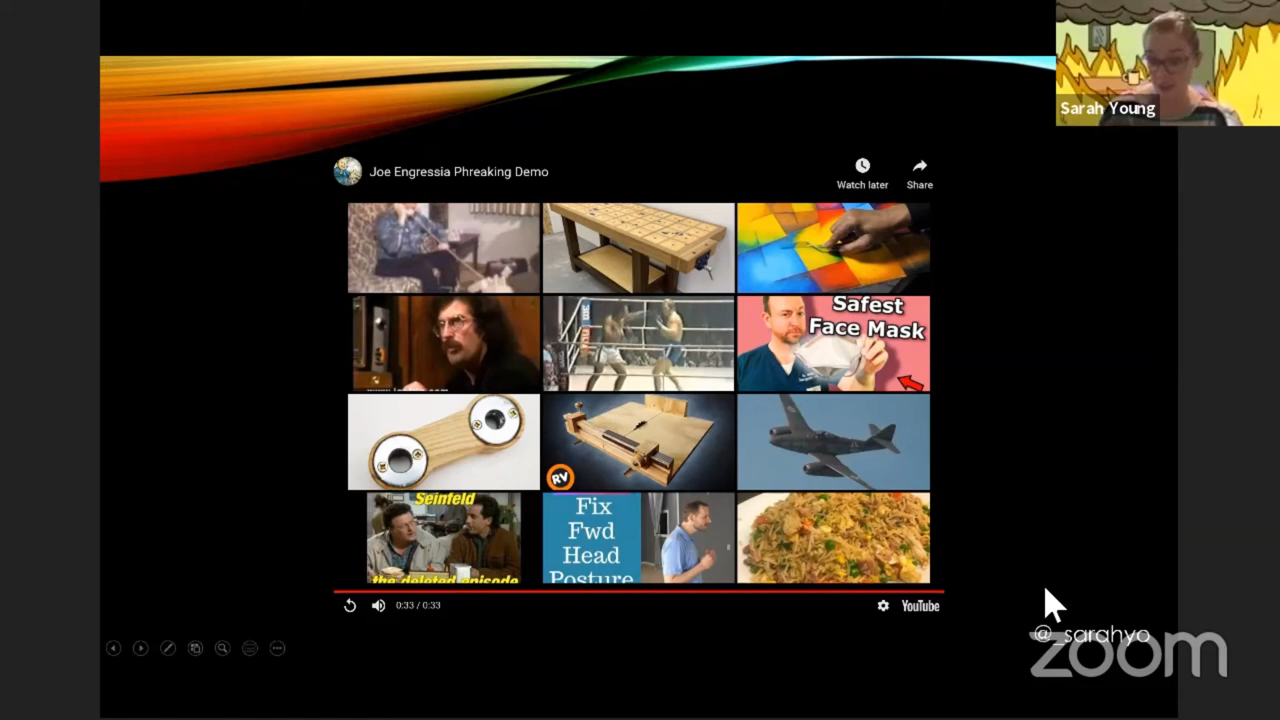 Sarah Young
Joe Engressia Phreaking Demo
Watch later
Share
Safest
Face Mask
RV
Seinfeld
the deleted episode
Fix
Fwd
Head
Posture
0:33 / 0:33
YouTube
@_sarahyo
zoom